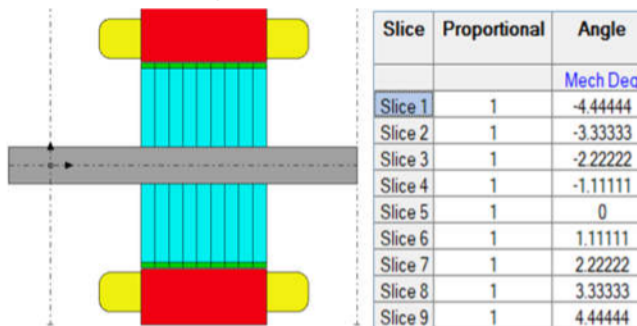 Slice Proportional Angle
Mech Deg
Slice 1 1 -4.44444
Slice 2 1 -3.33333
Slice 3 1 -2.22222
Slice 4 1 -1.11111
Slice 5 1 0
Slice 6 1 1.11111
Slice 7 1 2.22222
Slice 8 1 3.33333
Slice 9 1 4.44444